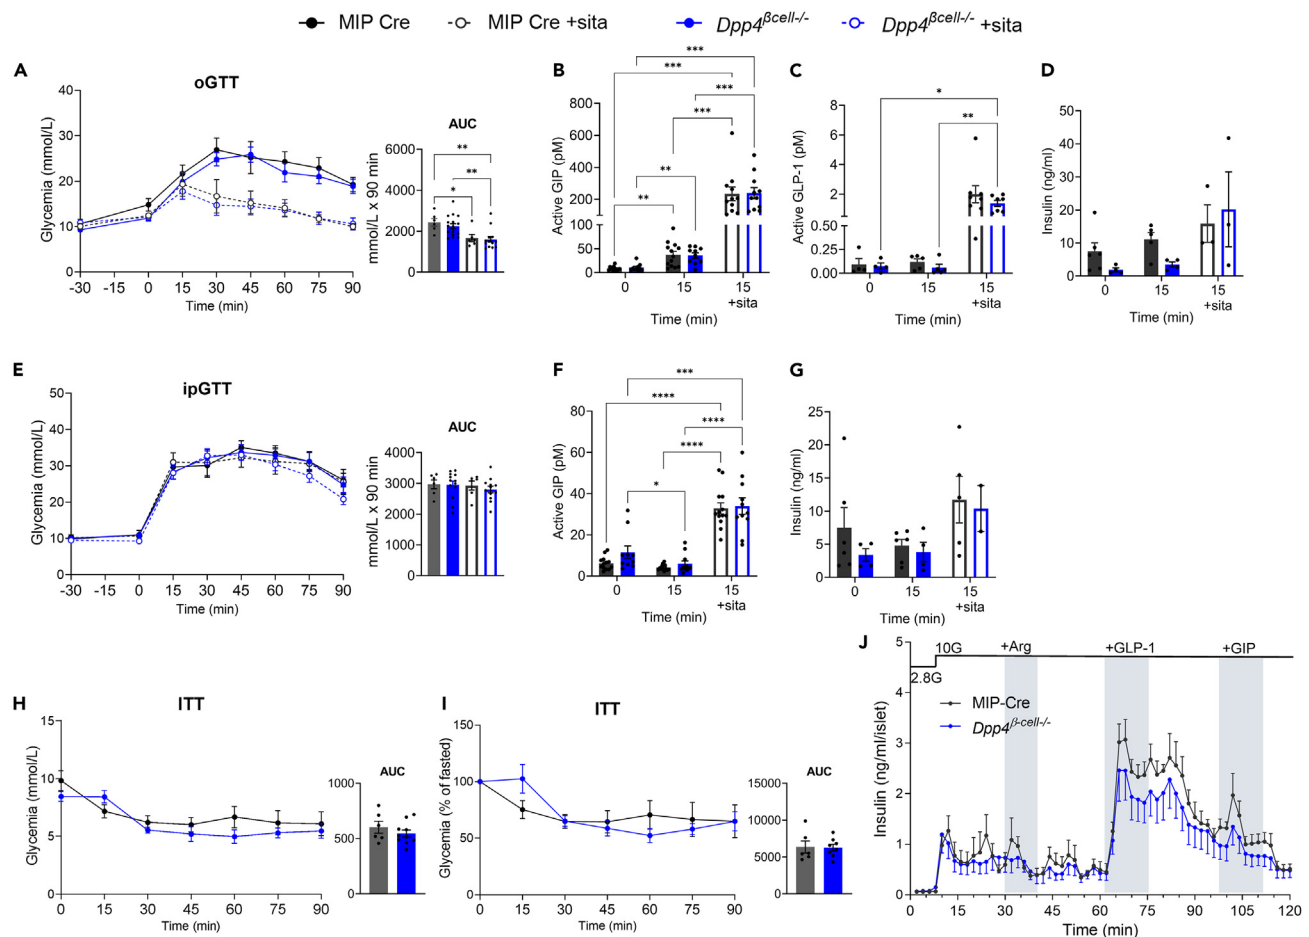 MIP Cre MIP Cre +sita Dpp4βcell-/- Dpp4βcell-/- +sita
A
oGTT
Glycemia (mmol/L)
40
30
20
10
0
-30 -15 0 15 30 45 60 75 90
Time (min)
AUC
mmol/L x 90 min
6000
4000
2000
0
**
**
*
B
Active GIP (pM)
800
600
400
200
100
50
0
***
***
***
***
**
**
0 15 15
+sita
Time (min)
C
Active GLP-1 (pM)
8
6
4
2
0.50
0.25
0.00
*
**
0 15 15
+sita
Time (min)
D
Insulin (ng/ml)
50
40
30
20
10
0
0 15 15
+sita
Time (min)
E
ipGTT
Glycemia (mmol/L)
50
40
30
20
10
0
-30 -15 0 15 30 45 60 75 90
Time (min)
AUC
mmol/L x 90 min
4000
3000
2000
1000
0
F
Active GIP (pM)
80
60
40
20
0
***
****
****
****
*
0 15 15
+sita
Time (min)
G
Insulin (ng/ml)
25
20
15
10
5
0
0 15 15
+sita
Time (min)
H
ITT
Glycemia (mmol/L)
15
10
5
0
0 15 30 45 60 75 90
Time (min)
AUC
1000
500
0
I
ITT
Glycemia (% of fasted)
150
100
50
0
0 15 30 45 60 75 90
Time (min)
AUC
15000
10000
5000
0
J
Insulin (ng/ml/islet)
5
4
3
2
1
0
10G +Arg +GLP-1 +GIP
2.8G
MIP-Cre
Dpp4β-cell-/-
0 15 30 45 60 75 90 105 120
Time (min)